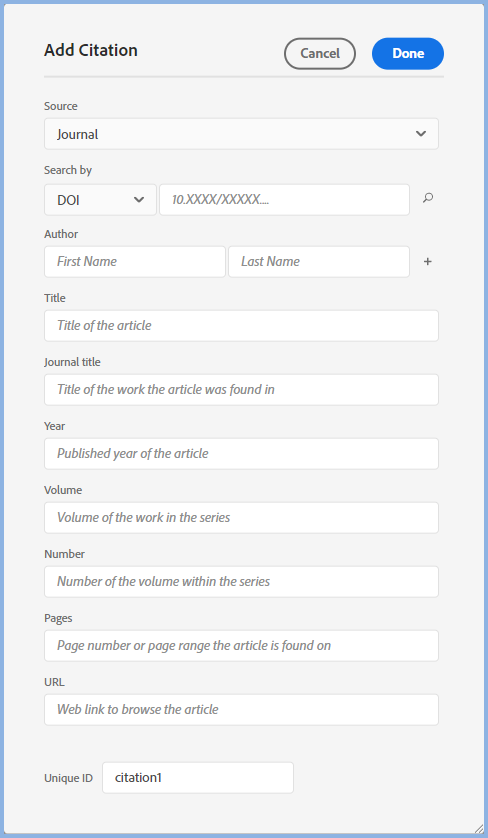 Add Citation
Cancel
Done
Source
Journal
Search by
DOI
10.XXXX/XXXXX....
Author
First Name
Last Name
+
Title
Title of the article
Journal title
Title of the work the article was found in
Year
Published year of the article
Volume
Volume of the work in the series
Number
Number of the volume within the series
Pages
Page number or page range the article is found on
URL
Web link to browse the article
Unique ID
citation1